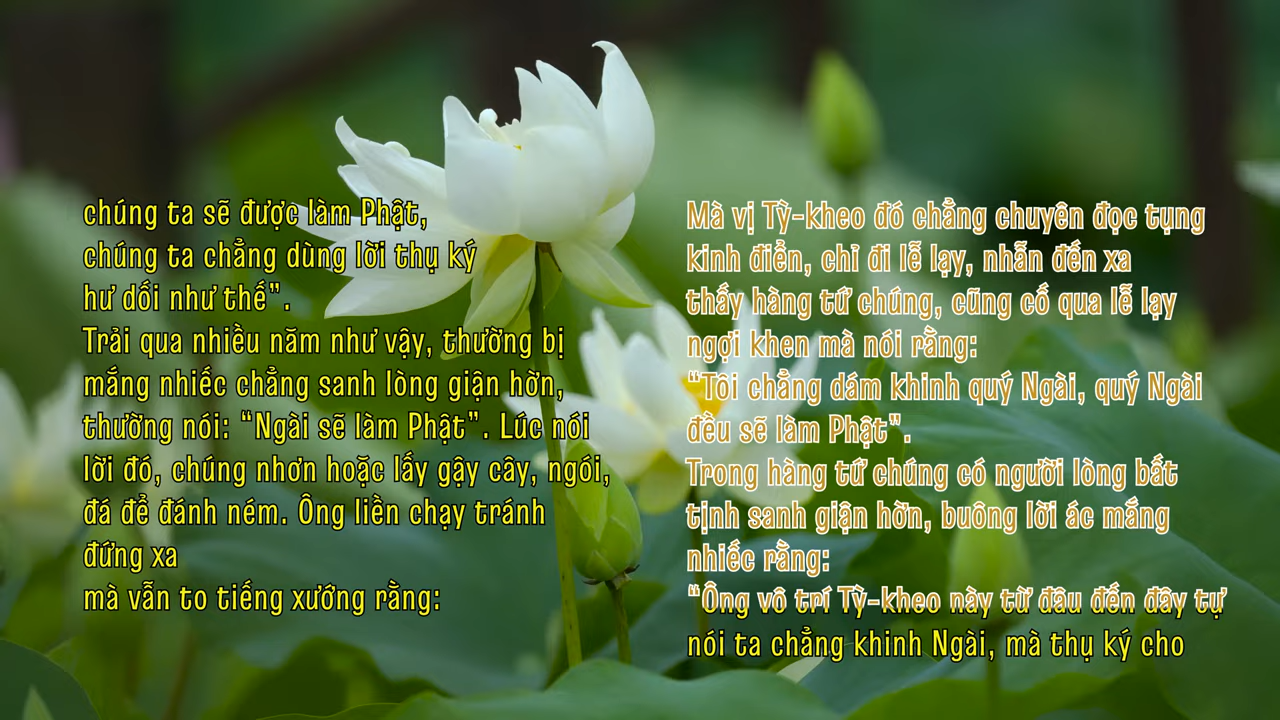 chúng ta sẽ được làm Phật,
chúng ta chẳng dùng lời thụ ký
hư dối như thế”.
Trải qua nhiều năm như vậy, thường bị
mắng nhiếc chẳng sanh lòng giận hờn,
thường nói: “Ngài sẽ làm Phật”. Lúc nói
lời đó, chúng nhơn hoặc lấy gậy cây, ngói,
đá để đánh ném. Ông liền chạy tránh
đứng xa
mà vẫn to tiếng xướng rằng:
Mà vị Tỳ-kheo đó chẳng chuyên đọc tụng
kinh điển, chỉ đi lễ lạy, nhẫn đến xa
thấy hàng tứ chúng, cũng cố qua lễ lạy
ngợi khen mà nói rằng:
“Tôi chẳng dám khinh quý Ngài, quý Ngài
đều sẽ làm Phật”.
Trong hàng tứ chúng có người lòng bất
tịnh sanh giận hờn, buông lời ác mắng
nhiếc rằng:
“Ông vô trí Tỳ-kheo này từ đâu đến đây tự
nói ta chẳng khinh Ngài, mà thụ ký cho